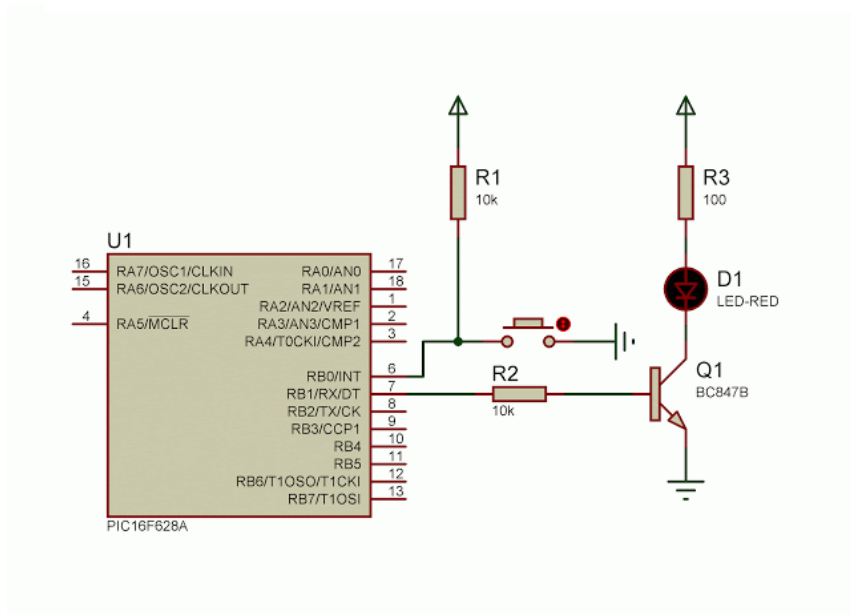 U1
16 RA7/OSC1/CLKIN RA0/AN0 17
15 RA6/OSC2/CLKOUT RA1/AN1 18
RA2/AN2/VREF 1
4 RA5/MCLR RA3/AN3/CMP1 2
RA4/T0CKI/CMP2 3
RB0/INT 6
RB1/RX/DT 7
RB2/TX/CK 8
RB3/CCP1 9
RB4 10
RB5 11
RB6/T1OSO/T1CKI 12
RB7/T1OSI 13
PIC16F628A
R1
10k
R2
10k
R3
100
D1
LED-RED
Q1
BC847B